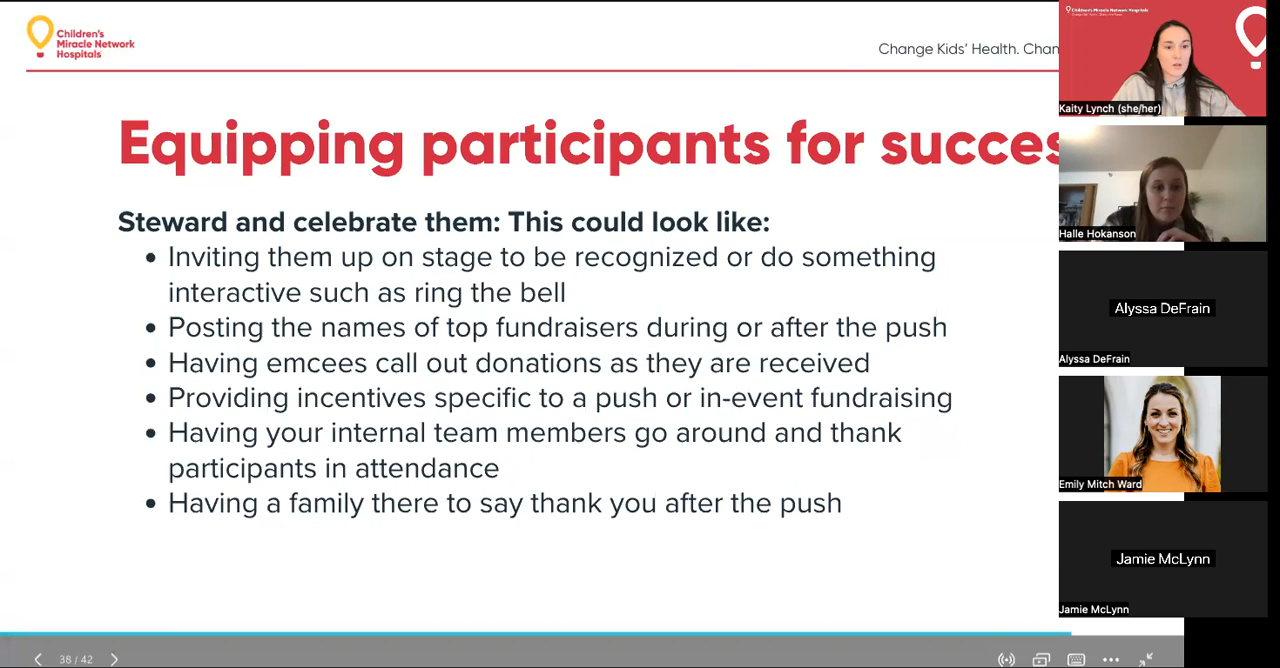 Children's
Miracle Network
Hospitals
Change Kids' Health. Chan
Equipping participants for succes
Steward and celebrate them: This could look like:
• Inviting them up on stage to be recognized or do something
interactive such as ring the bell
• Posting the names of top fundraisers during or after the push
• Having emcees call out donations as they are received
• Providing incentives specific to a push or in-event fundraising
• Having your internal team members go around and thank
participants in attendance
• Having a family there to say thank you after the push
38 / 42
Children's Miracle Network Hospitals
Kaity Lynch (she/her)
Halle Hokanson
Alyssa DeFrain
Alyssa DeFrain
Emily Mitch Ward
Jamie McLynn
Jamie McLynn